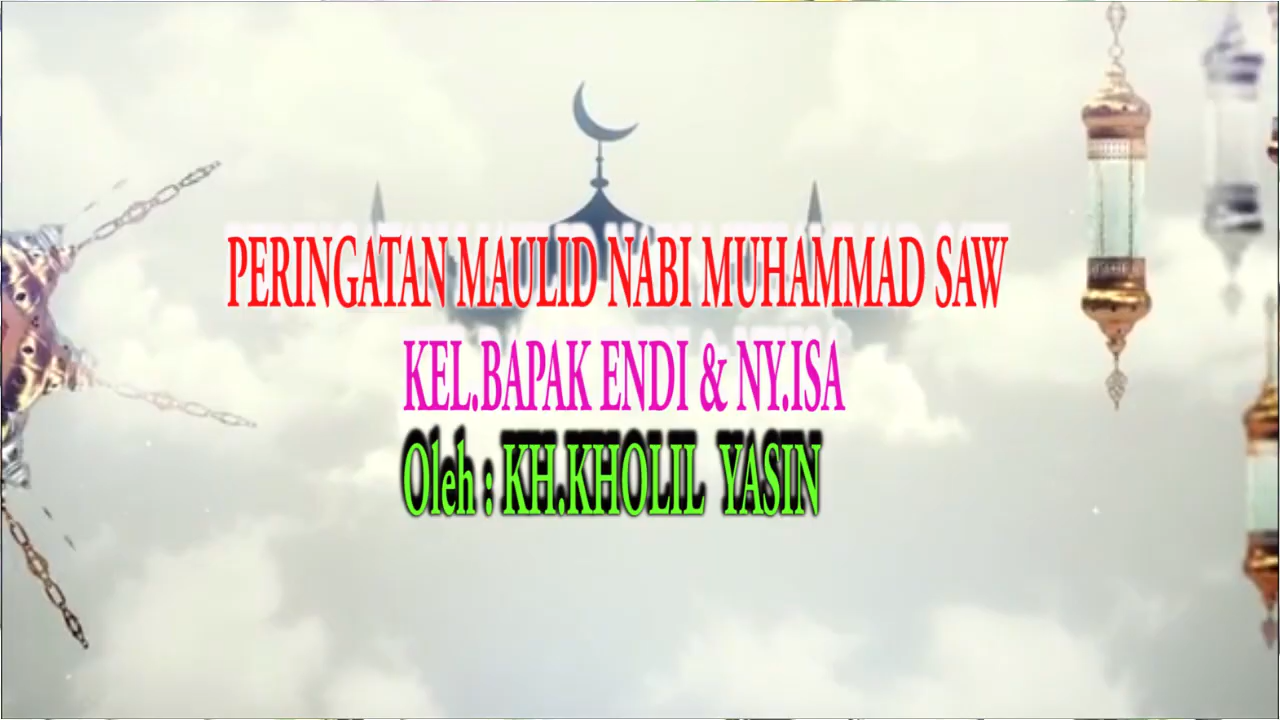 PERINGATAN MAULID NABI MUHAMMAD SAW
KEL.BAPAK ENDI & NY.ISA
Oleh : KH.KHOLIL YASIN